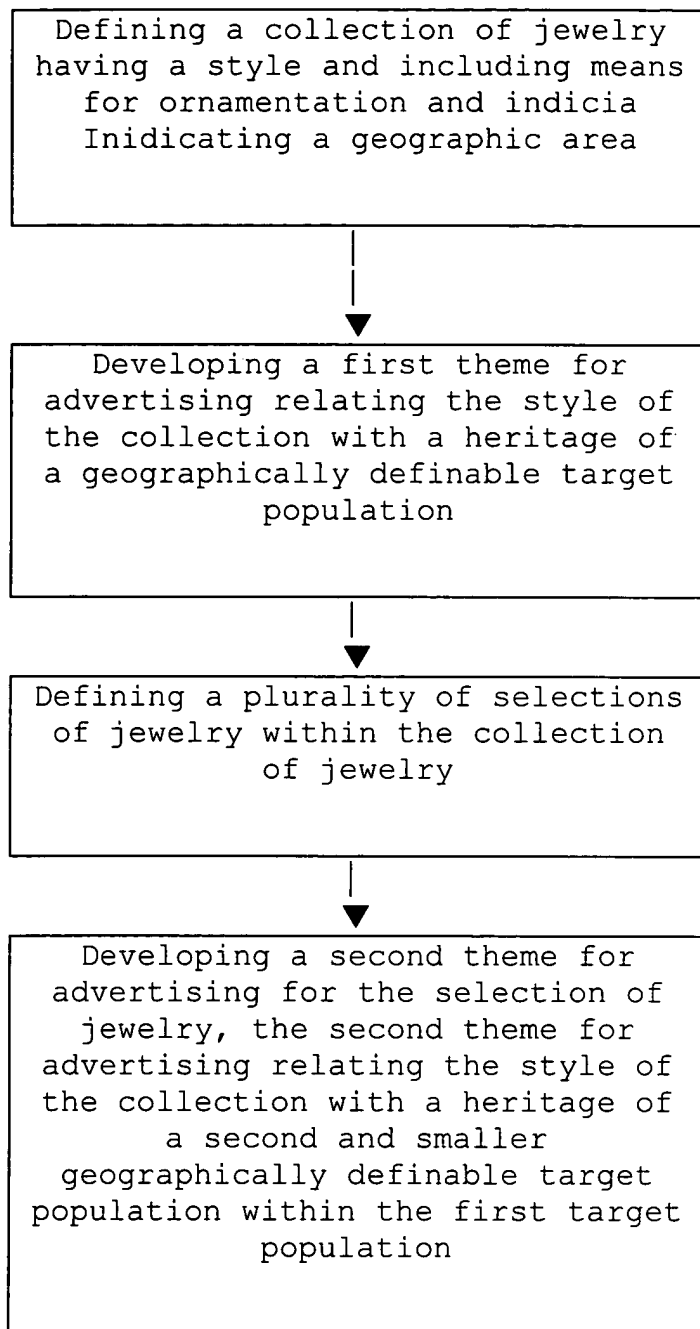 Defining a collection of jewelry
having a style and including means
for ornamentation and indicia
Inidicating a geographic area
Developing a first theme for
advertising relating the style of
the collection with a heritage of
a geographically definable target
population
Defining a plurality of selections
of jewelry within the collection
of jewelry
Developing a second theme for
advertising for the selection of
jewelry, the second theme for
advertising relating the style of
the collection with a heritage of
a second and smaller
geographically definable target
population within the first target
population